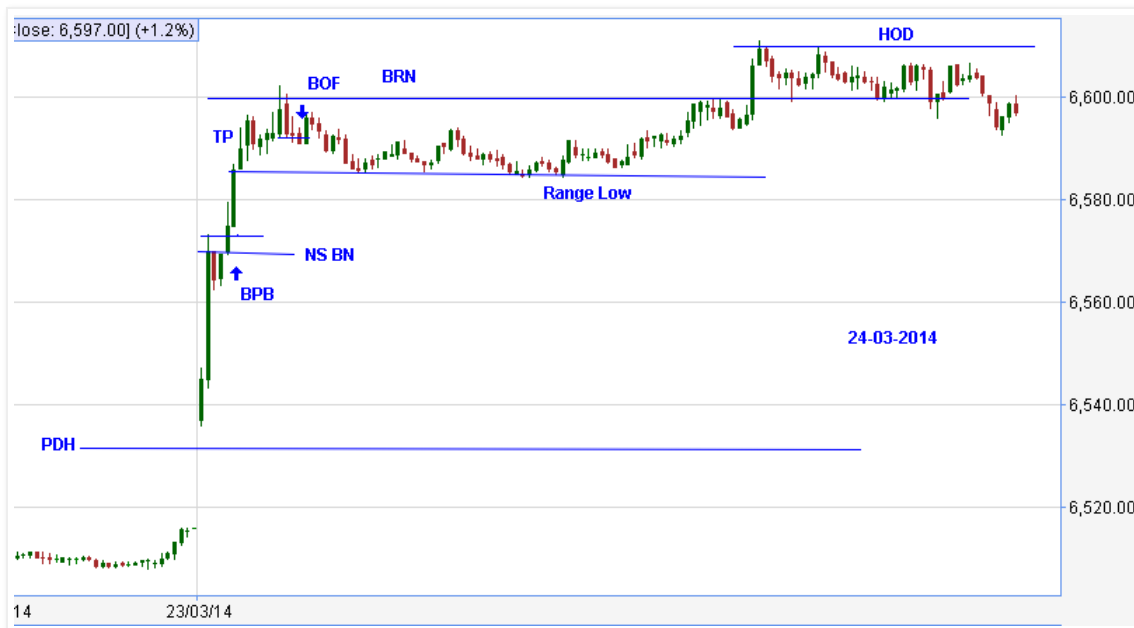 lose: 6,597.00] (+1.2%)
HOD
BRN
BOF
6,600.00
TP
6,580.00
Range Low
NS BN
6,560.00
BPB
24-03-2014
6,540.00
PDH
6,520.00
14
23/03/14